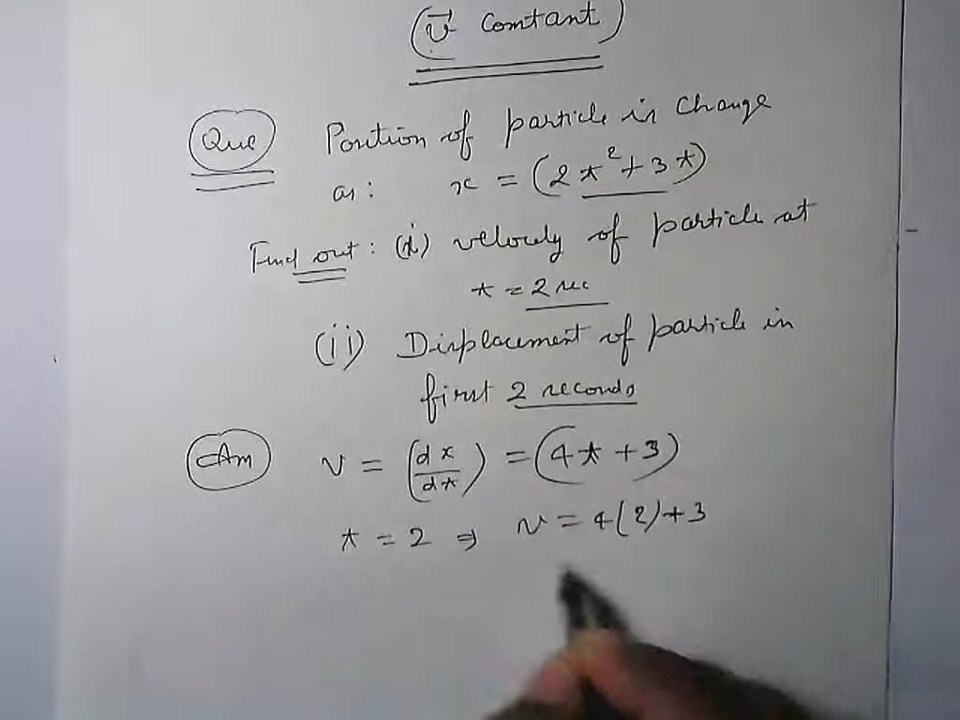 (v⃗ Constant)
Que Position of particle is change
as: x = (2t² + 3t)
Find out: (i) velocity of particle at
t = 2 sec
(ii) Displacement of particle in
first 2 seconds
Ans v = (dx/dt) = (4t + 3)
t = 2 ⇒ v = 4(2) + 3